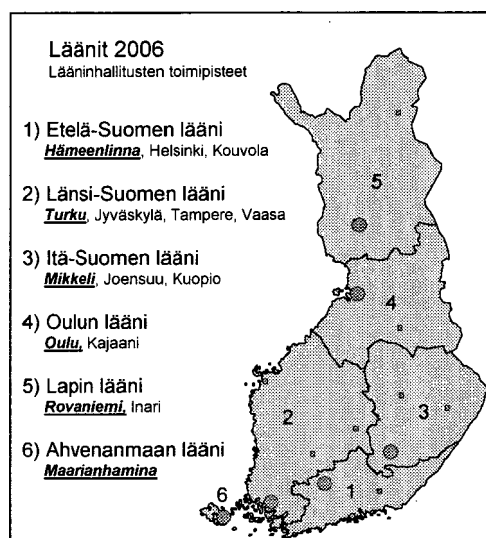 Läänit 2006
Lääninhallitusten toimipisteet
1) Etelä-Suomen lääni
Hämeenlinna, Helsinki, Kouvola
2) Länsi-Suomen lääni
Turku, Jyväskylä, Tampere, Vaasa
3) Itä-Suomen lääni
Mikkeli, Joensuu, Kuopio
4) Oulun lääni
Oulu, Kajaani
5) Lapin lääni
Rovaniemi, Inari
6) Ahvenanmaan lääni
Maarianhamina
5
4
2
3
6
1